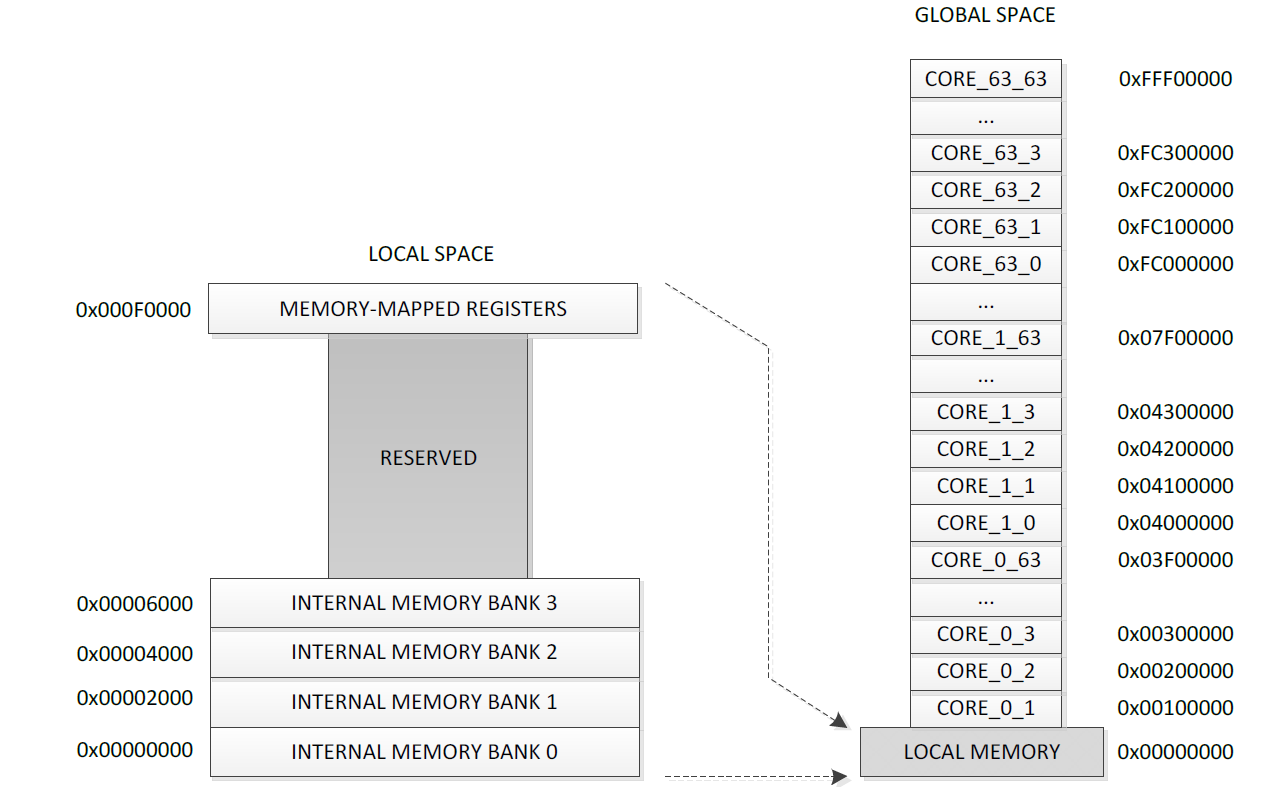 GLOBAL SPACE
CORE_63_63 0xFFF00000
...
CORE_63_3 0xFC300000
CORE_63_2 0xFC200000
CORE_63_1 0xFC100000
CORE_63_0 0xFC000000
...
CORE_1_63 0x07F00000
...
CORE_1_3 0x04300000
CORE_1_2 0x04200000
CORE_1_1 0x04100000
CORE_1_0 0x04000000
CORE_0_63 0x03F00000
...
CORE_0_3 0x00300000
CORE_0_2 0x00200000
CORE_0_1 0x00100000
LOCAL MEMORY 0x00000000
LOCAL SPACE
0x000F0000 MEMORY-MAPPED REGISTERS
RESERVED
0x00006000 INTERNAL MEMORY BANK 3
0x00004000 INTERNAL MEMORY BANK 2
0x00002000 INTERNAL MEMORY BANK 1
0x00000000 INTERNAL MEMORY BANK 0